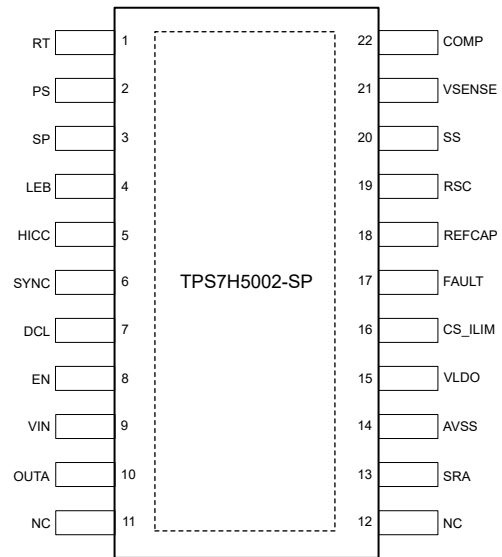 RT 1 22 COMP
PS 2 21 VSENSE
SP 3 20 SS
LEB 4 19 RSC
HICC 5 18 REFCAP
SYNC 6 TPS7H5002-SP 17 FAULT
DCL 7 16 CS_ILIM
EN 8 15 VLDO
VIN 9 14 AVSS
OUTA 10 13 SRA
NC 11 12 NC